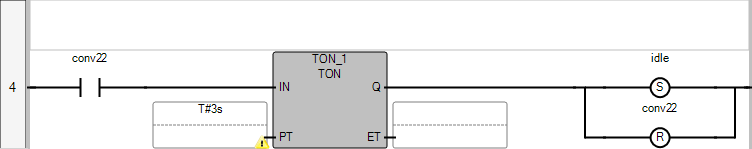 conv22
TON_1
TON
idle
4
IN
Q
S
T#3s
conv22
PT
ET
R